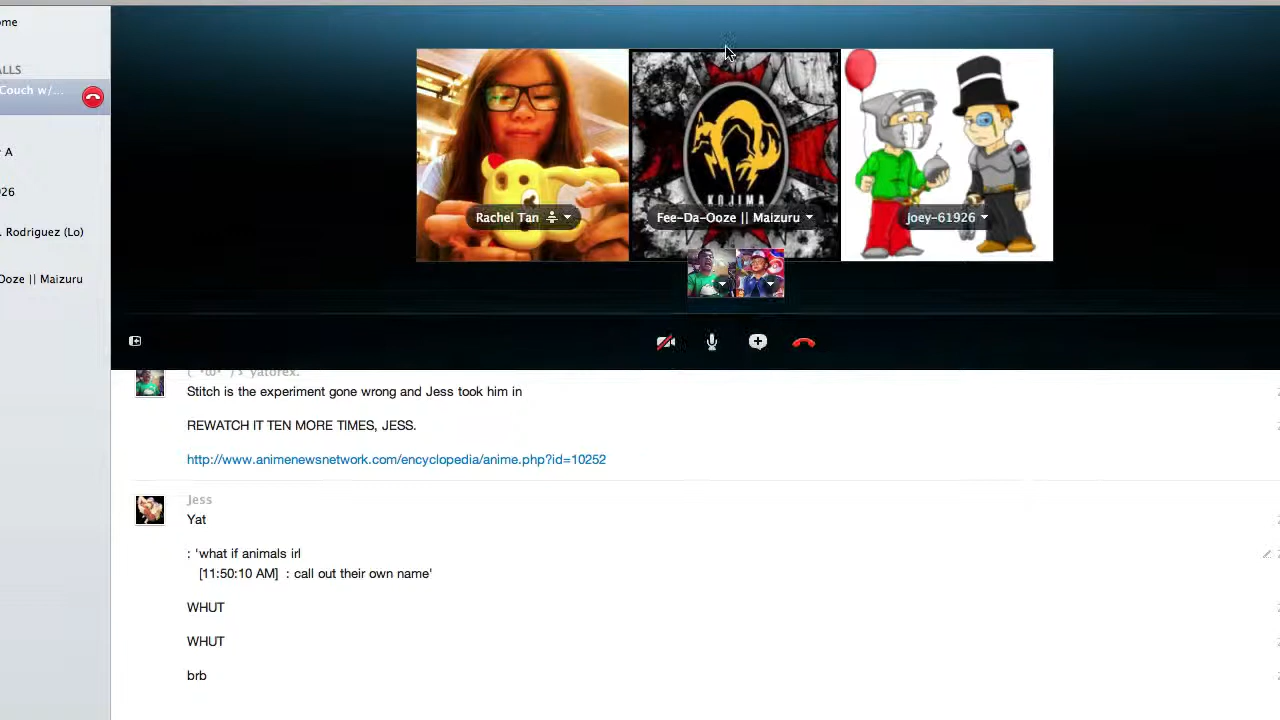 ome
ALLS
Couch w/...
r A
926
. Rodriguez (Lo)
Ooze || Maizuru
KOJIMA
Rachel Tan
Fee-Da-Ooze || Maizuru
joey-61926
yatorex.
Stitch is the experiment gone wrong and Jess took him in
REWATCH IT TEN MORE TIMES, JESS.
http://www.animenewsnetwork.com/encyclopedia/anime.php?id=10252
Jess
Yat
: 'what if animals irl
[11:50:10 AM]  : call out their own name'
WHUT
WHUT
brb